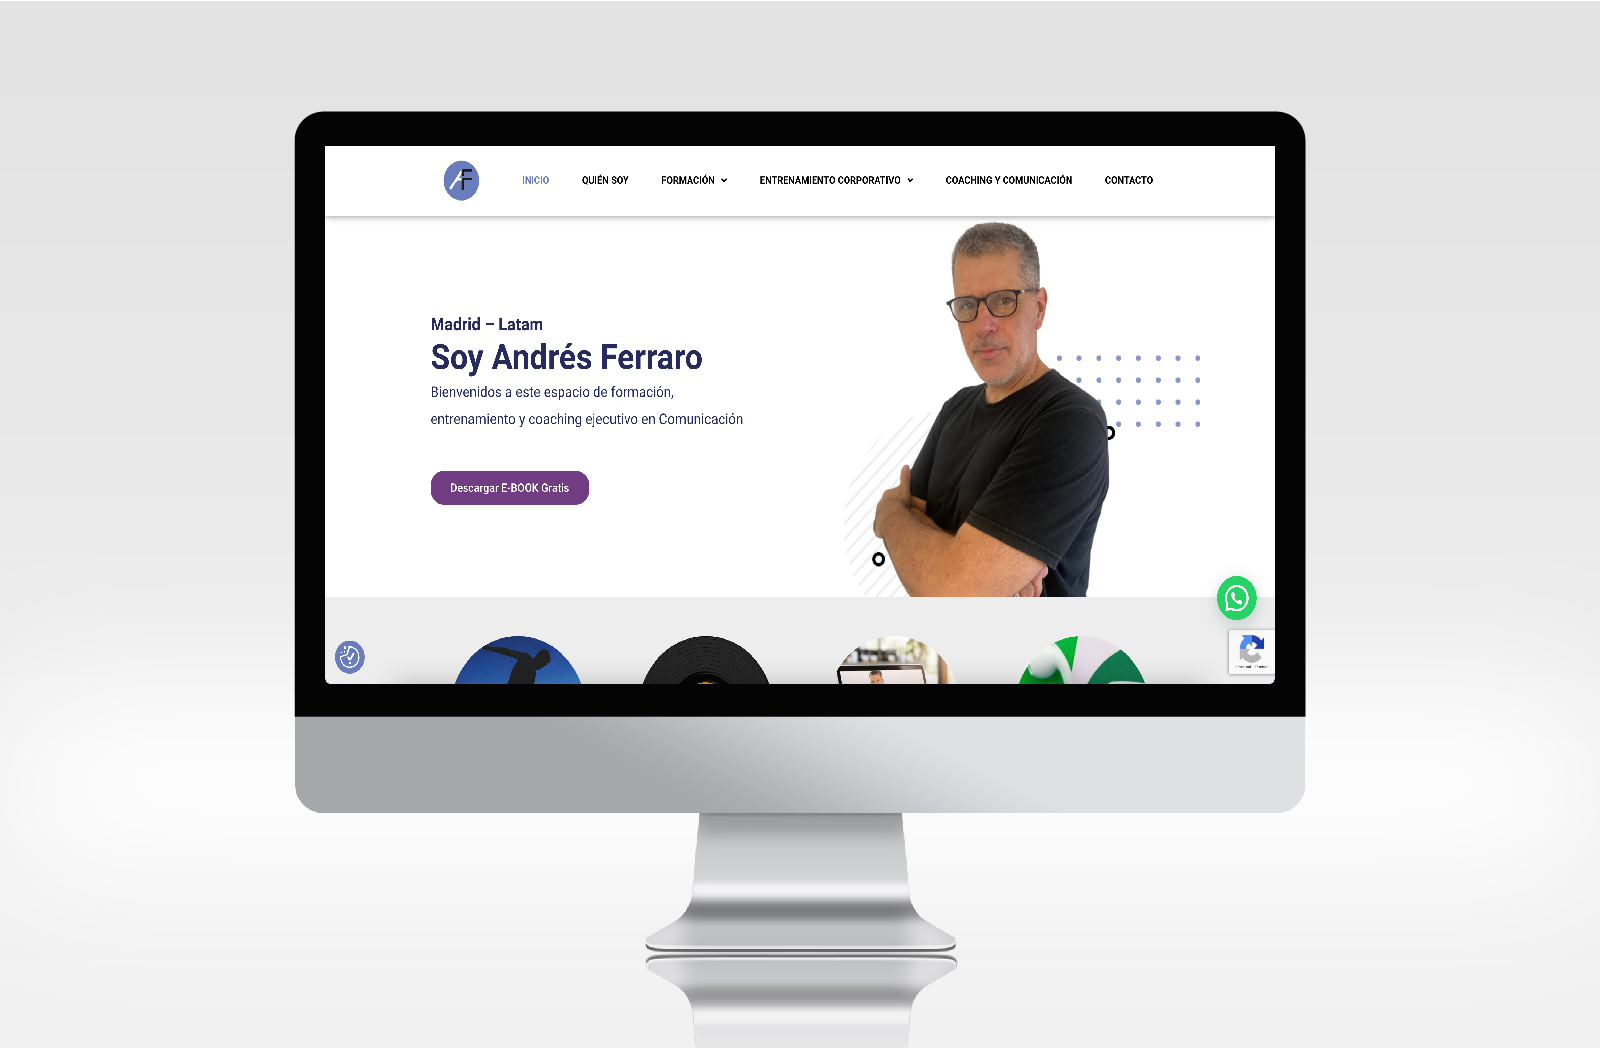 AF
INICIO
QUIÉN SOY
FORMACIÓN
ENTRENAMIENTO CORPORATIVO
COACHING Y COMUNICACIÓN
CONTACTO
Madrid – Latam
Soy Andrés Ferraro
Bienvenidos a este espacio de formación,
entrenamiento y coaching ejecutivo en Comunicación
Descargar E-BOOK Gratis